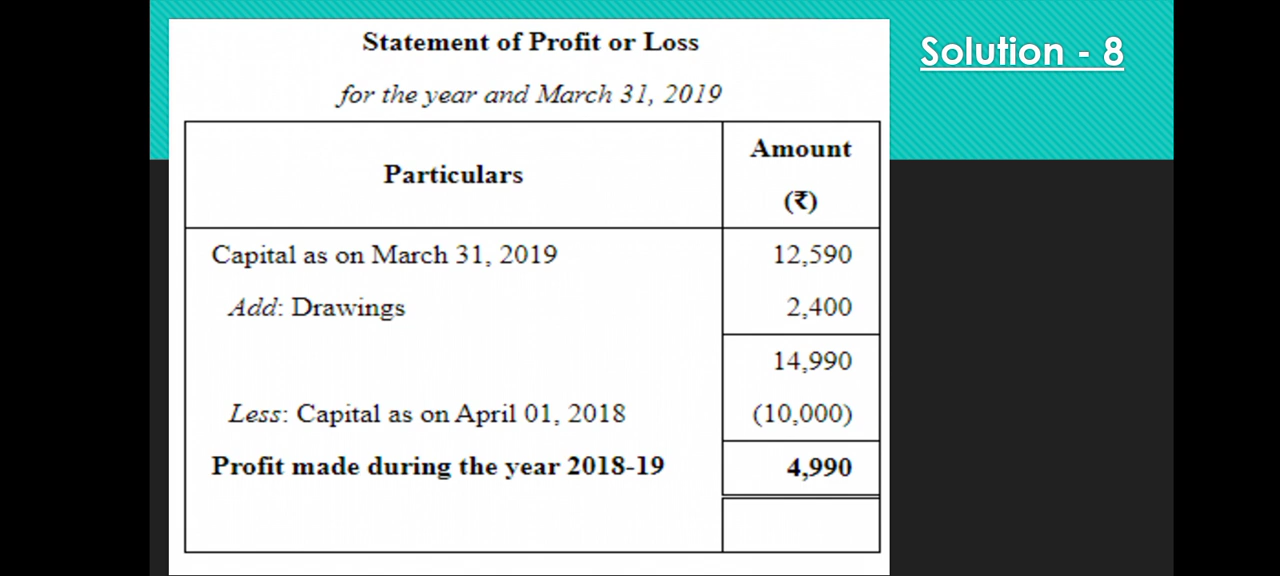 Statement of Profit or Loss
for the year and March 31, 2019
Solution - 8
Particulars
Amount
(₹)
Capital as on March 31, 2019 12,590
Add: Drawings 2,400
14,990
Less: Capital as on April 01, 2018 (10,000)
Profit made during the year 2018-19 4,990